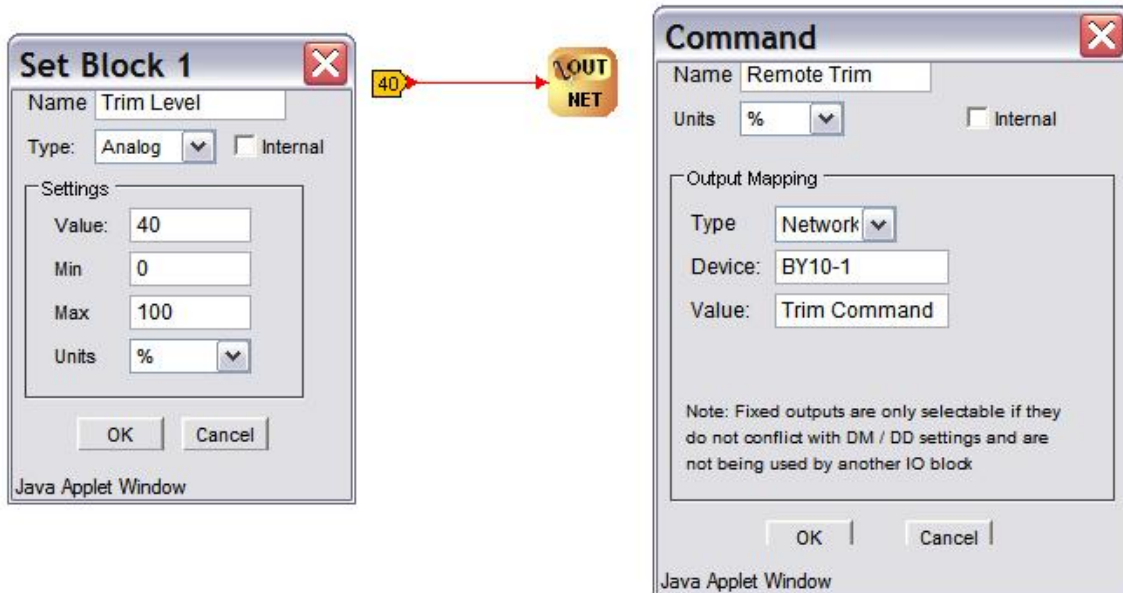 Set Block 1
Name Trim Level
Type: Analog Internal
Settings
Value: 40
Min 0
Max 100
Units %
OK Cancel
Java Applet Window
40
OUT
NET
Command
Name Remote Trim
Units % Internal
Output Mapping
Type Network
Device: BY10-1
Value: Trim Command
Note: Fixed outputs are only selectable if they
do not conflict with DM / DD settings and are
not being used by another IO block
OK Cancel
Java Applet Window